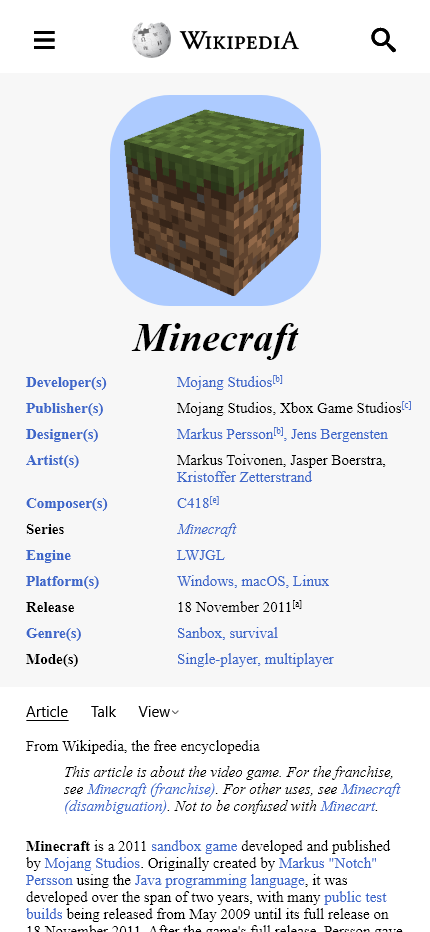 WIKIPEDIA
Minecraft
Developer(s) Mojang Studios[b]
Publisher(s) Mojang Studios, Xbox Game Studios[c]
Designer(s) Markus Persson[b], Jens Bergensten
Artist(s) Markus Toivonen, Jasper Boerstra,
Kristoffer Zetterstrand
Composer(s) C418[e]
Series Minecraft
Engine LWJGL
Platform(s) Windows, macOS, Linux
Release 18 November 2011[a]
Genre(s) Sanbox, survival
Mode(s) Single-player, multiplayer
Article Talk View
From Wikipedia, the free encyclopedia
This article is about the video game. For the franchise,
see Minecraft (franchise). For other uses, see Minecraft
(disambiguation). Not to be confused with Minecart.
Minecraft is a 2011 sandbox game developed and published
by Mojang Studios. Originally created by Markus "Notch"
Persson using the Java programming language, it was
developed over the span of two years, with many public test
builds being released from May 2009 until its full release on
18 November 2011. After the game's full release, Persson gave